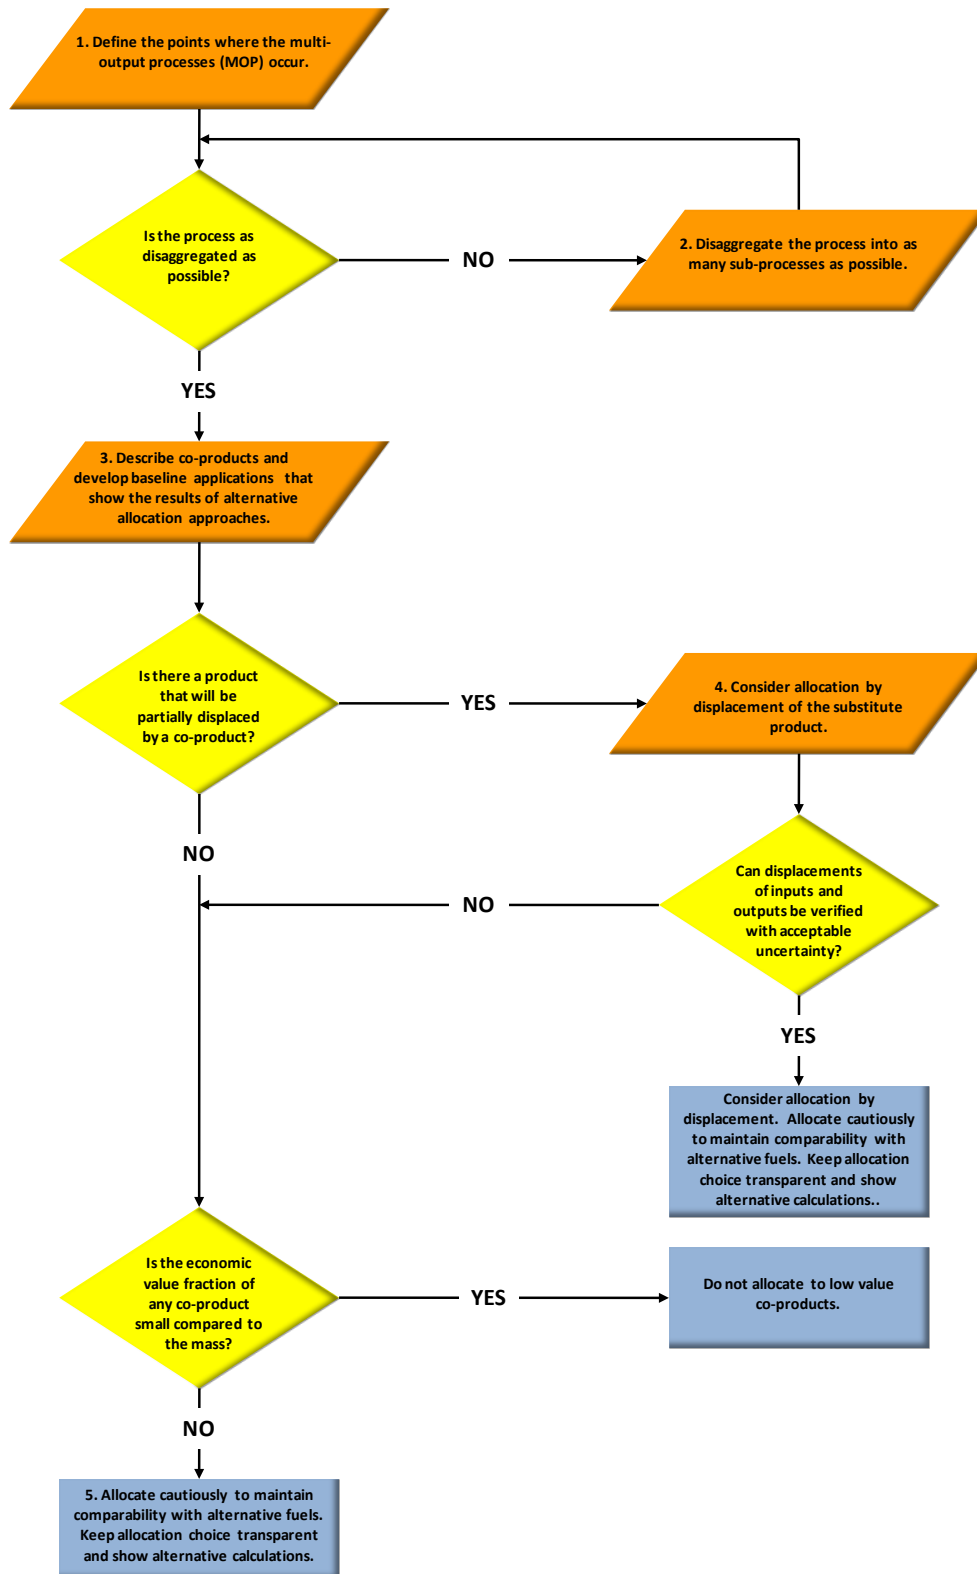 1. Define the points where the multi-
output processes (MOP) occur.
Is the process as
disaggregated as
possible?
NO
2. Disaggregate the process into as
many sub-processes as possible.
YES
3. Describe co-products and
develop baseline applications that
show the results of alternative
allocation approaches.
Is there a product
that will be
partially displaced
by a co-product?
YES
4. Consider allocation by
displacement of the substitute
product.
NO
Can displacements
of inputs and
outputs be verified
with acceptable
uncertainty?
NO
YES
Consider allocation by
displacement. Allocate cautiously
to maintain comparability with
alternative fuels. Keep allocation
choice transparent and show
alternative calculations..
Is the economic
value fraction of
any co-product
small compared to
the mass?
YES
Do not allocate to low value
co-products.
NO
5. Allocate cautiously to maintain
comparability with alternative fuels.
Keep allocation choice transparent
and show alternative calculations.